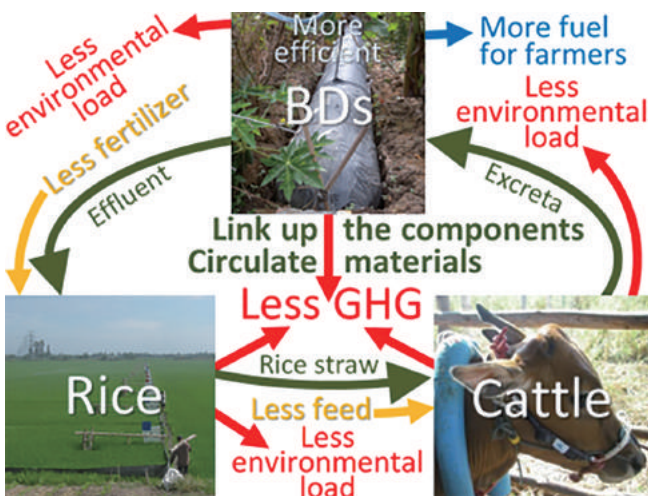 More
efficient
BDs
Less
environmental
load
More fuel
for farmers
Less
environmental
load
Less fertilizer
Effluent
Excreta
Link up the components
Circulate materials
Less GHG
Rice
Rice straw
Cattle
Less feed
Less
environmental
load